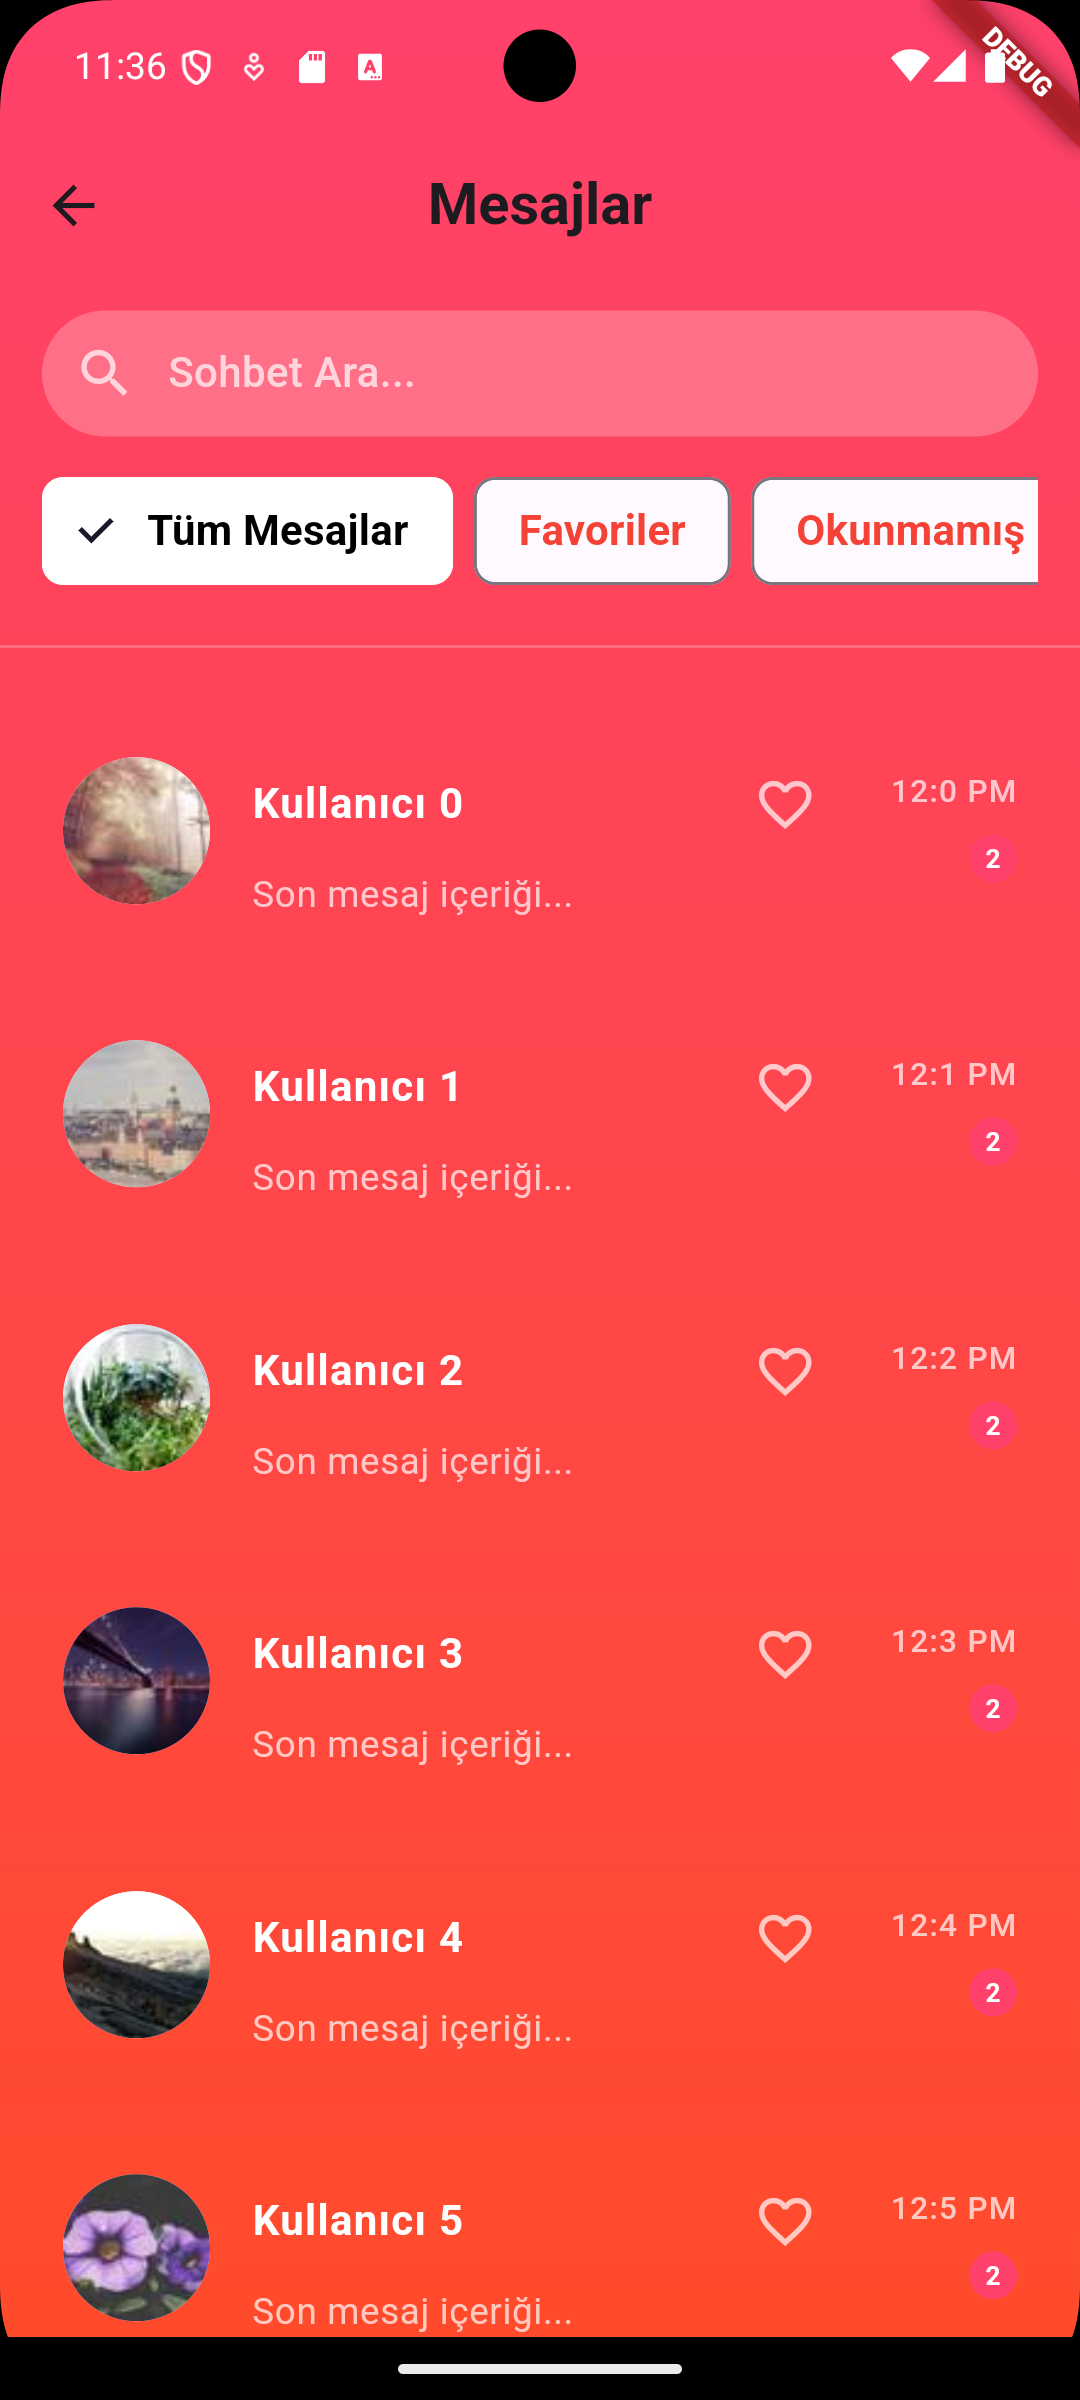 11:36
DEBUG
Mesajlar
Sohbet Ara...
Tüm Mesajlar
Favoriler
Okunmamış
Kullanıcı 0
12:0 PM
2
Son mesaj içeriği...
Kullanıcı 1
12:1 PM
2
Son mesaj içeriği...
Kullanıcı 2
12:2 PM
2
Son mesaj içeriği...
Kullanıcı 3
12:3 PM
2
Son mesaj içeriği...
Kullanıcı 4
12:4 PM
2
Son mesaj içeriği...
Kullanıcı 5
12:5 PM
2
Son mesaj içeriği...